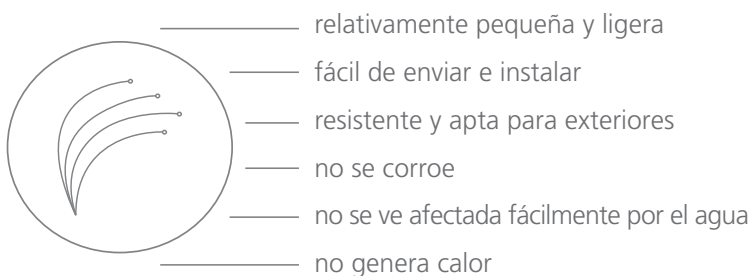 relativamente pequeña y ligera
fácil de enviar e instalar
resistente y apta para exteriores
no se corroe
no se ve afectada fácilmente por el agua
no genera calor